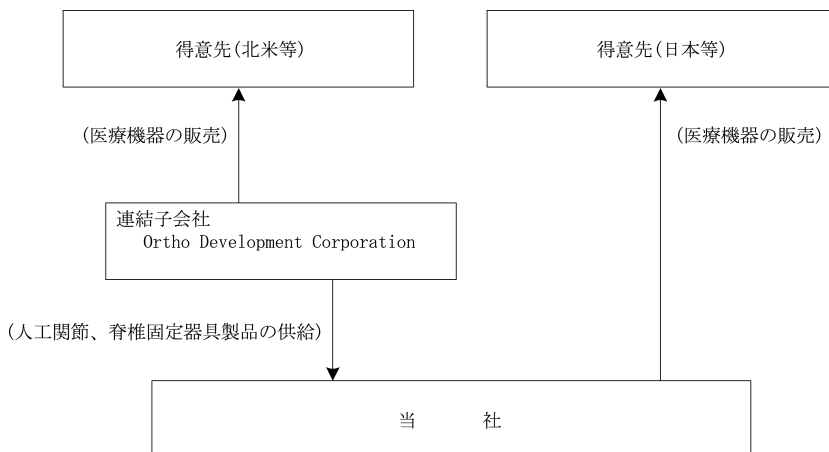 得意先(北米等)
得意先(日本等)
(医療機器の販売)
(医療機器の販売)
連結子会社
Ortho Development Corporation
(人工関節、脊椎固定器具製品の供給)
当　　社